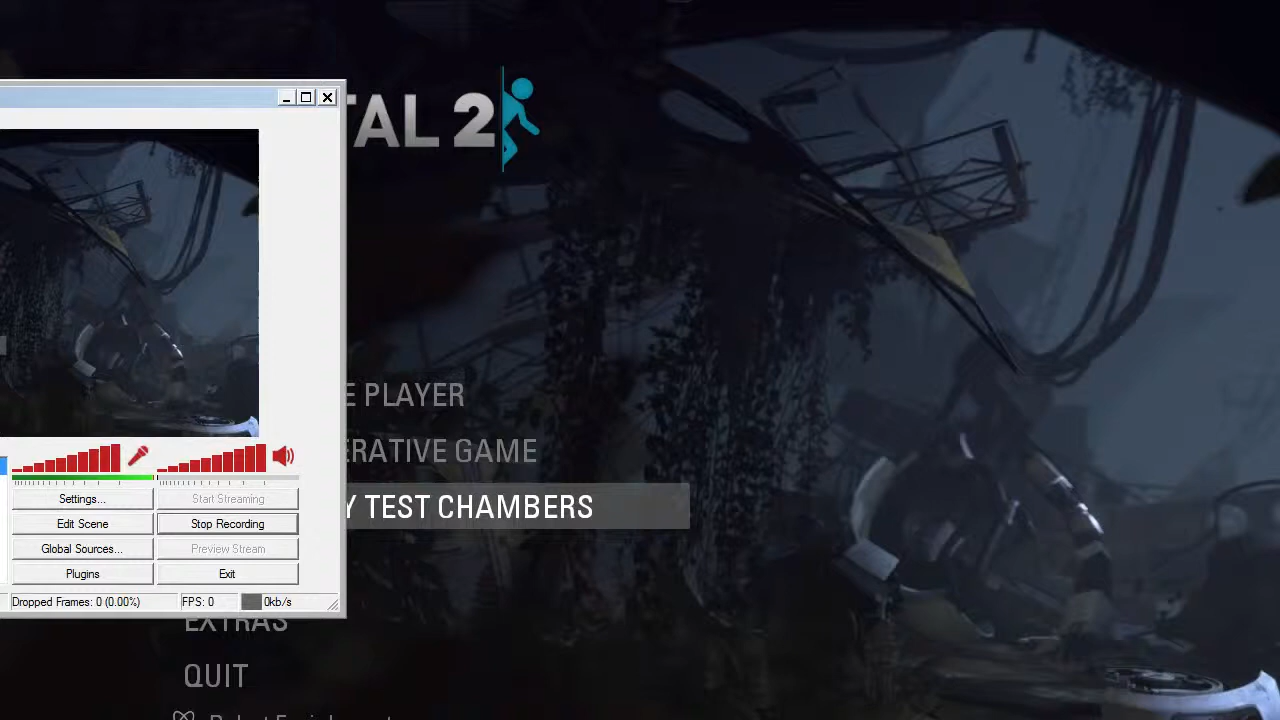 TAL 2
E PLAYER
ERATIVE GAME
Y TEST CHAMBERS
EXTRAS
QUIT
Settings...
Start Streaming
Edit Scene
Stop Recording
Global Sources...
Preview Stream
Plugins
Exit
Dropped Frames: 0 (0.00%)
FPS: 0
0kb/s